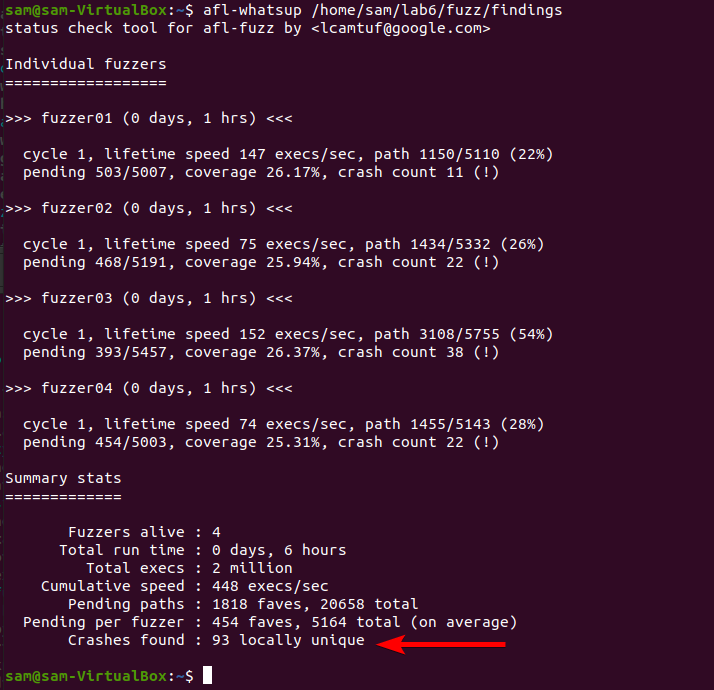 sam@sam-VirtualBox:~$ afl-whatsup /home/sam/lab6/fuzz/findings
status check tool for afl-fuzz by <lcamtuf@google.com>
Individual fuzzers
==================
>>> fuzzer01 (0 days, 1 hrs) <<<
cycle 1, lifetime speed 147 execs/sec, path 1150/5110 (22%)
pending 503/5007, coverage 26.17%, crash count 11 (!)
>>> fuzzer02 (0 days, 1 hrs) <<<
cycle 1, lifetime speed 75 execs/sec, path 1434/5332 (26%)
pending 468/5191, coverage 25.94%, crash count 22 (!)
>>> fuzzer03 (0 days, 1 hrs) <<<
cycle 1, lifetime speed 152 execs/sec, path 3108/5755 (54%)
pending 393/5457, coverage 26.37%, crash count 38 (!)
>>> fuzzer04 (0 days, 1 hrs) <<<
cycle 1, lifetime speed 74 execs/sec, path 1455/5143 (28%)
pending 454/5003, coverage 25.31%, crash count 22 (!)
Summary stats
=============
Fuzzers alive : 4
Total run time : 0 days, 6 hours
Total execs : 2 million
Cumulative speed : 448 execs/sec
Pending paths : 1818 faves, 20658 total
Pending per fuzzer : 454 faves, 5164 total (on average)
Crashes found : 93 locally unique
sam@sam-VirtualBox:~$